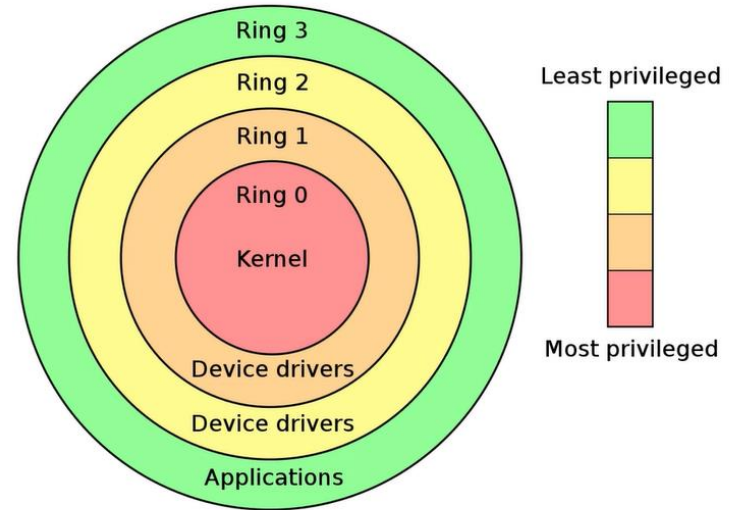 Ring 3
Ring 2
Ring 1
Ring 0
Kernel
Device drivers
Device drivers
Applications
Least privileged
Most privileged